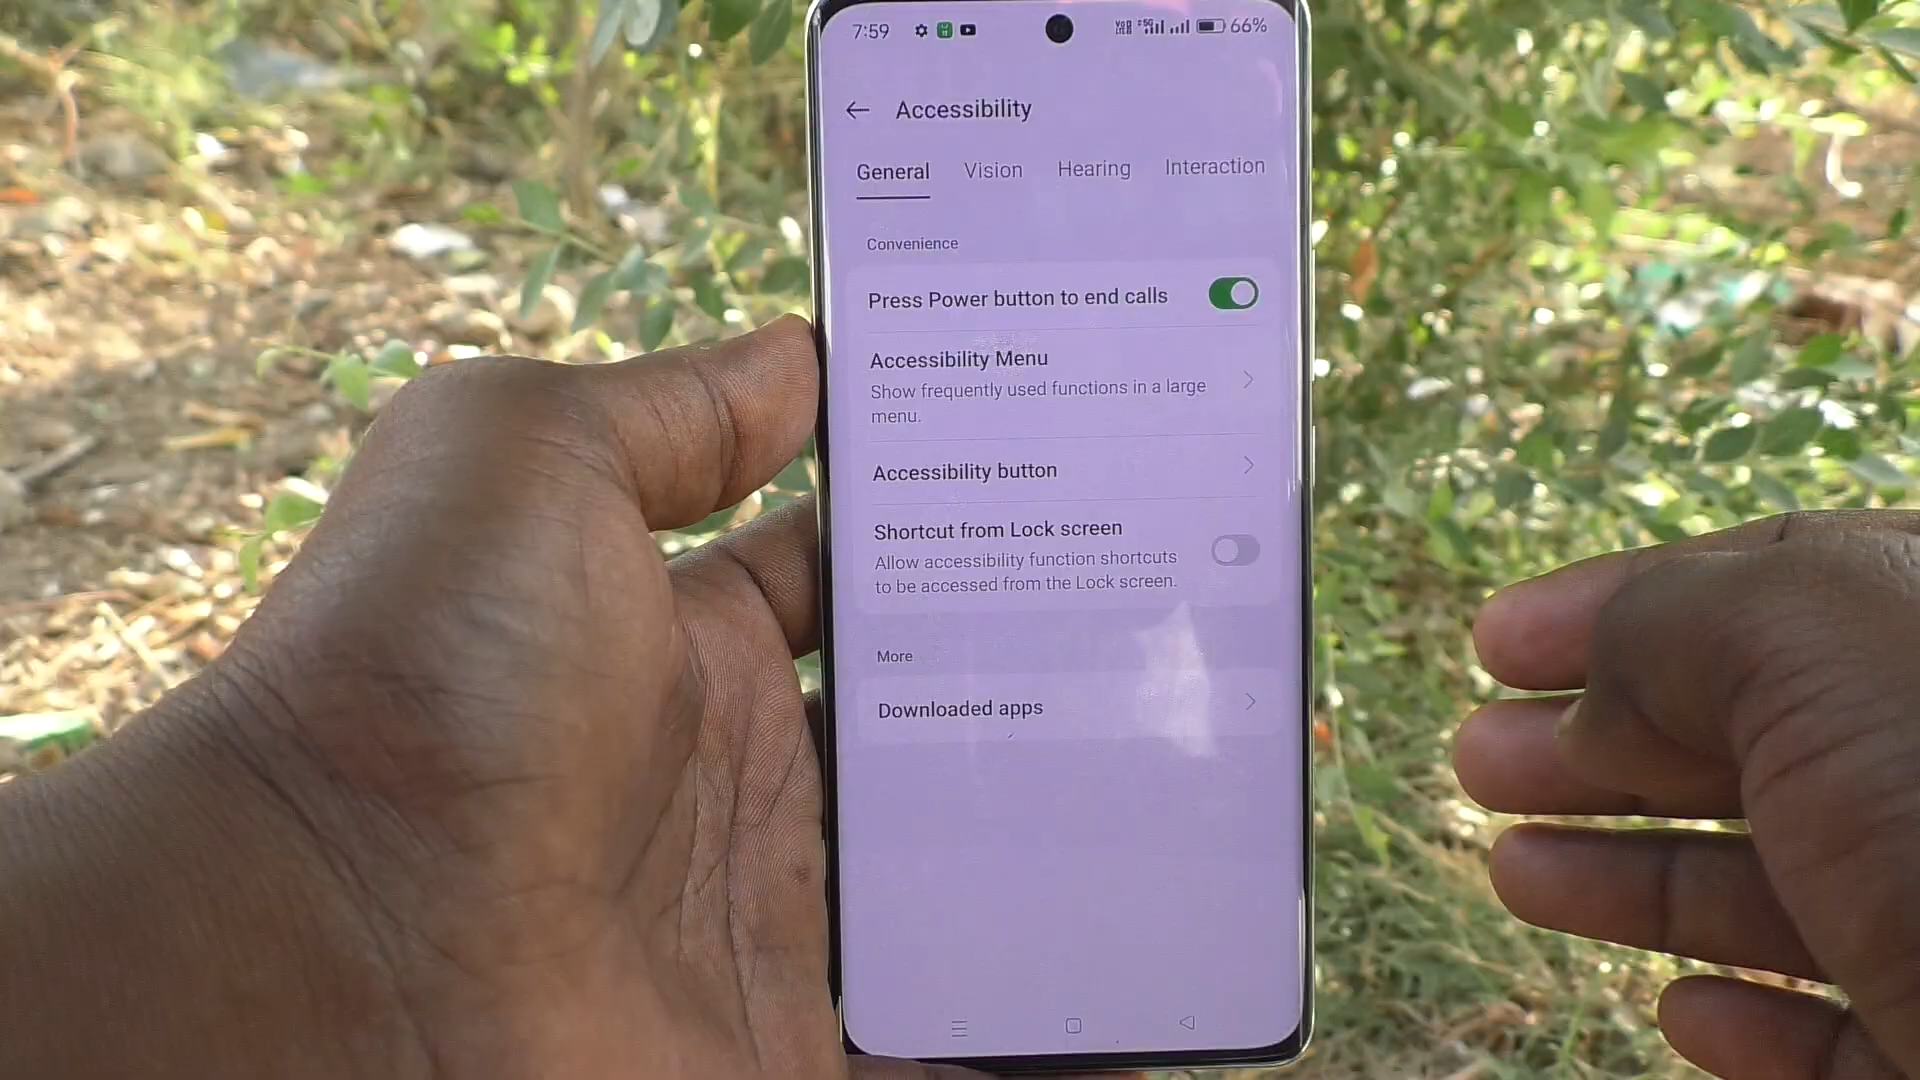 7:59 66%
Accessibility
General Vision Hearing Interaction
Convenience
Press Power button to end calls
Accessibility Menu
Show frequently used functions in a large
menu.
Accessibility button
Shortcut from Lock screen
Allow accessibility function shortcuts
to be accessed from the Lock screen.
More
Downloaded apps